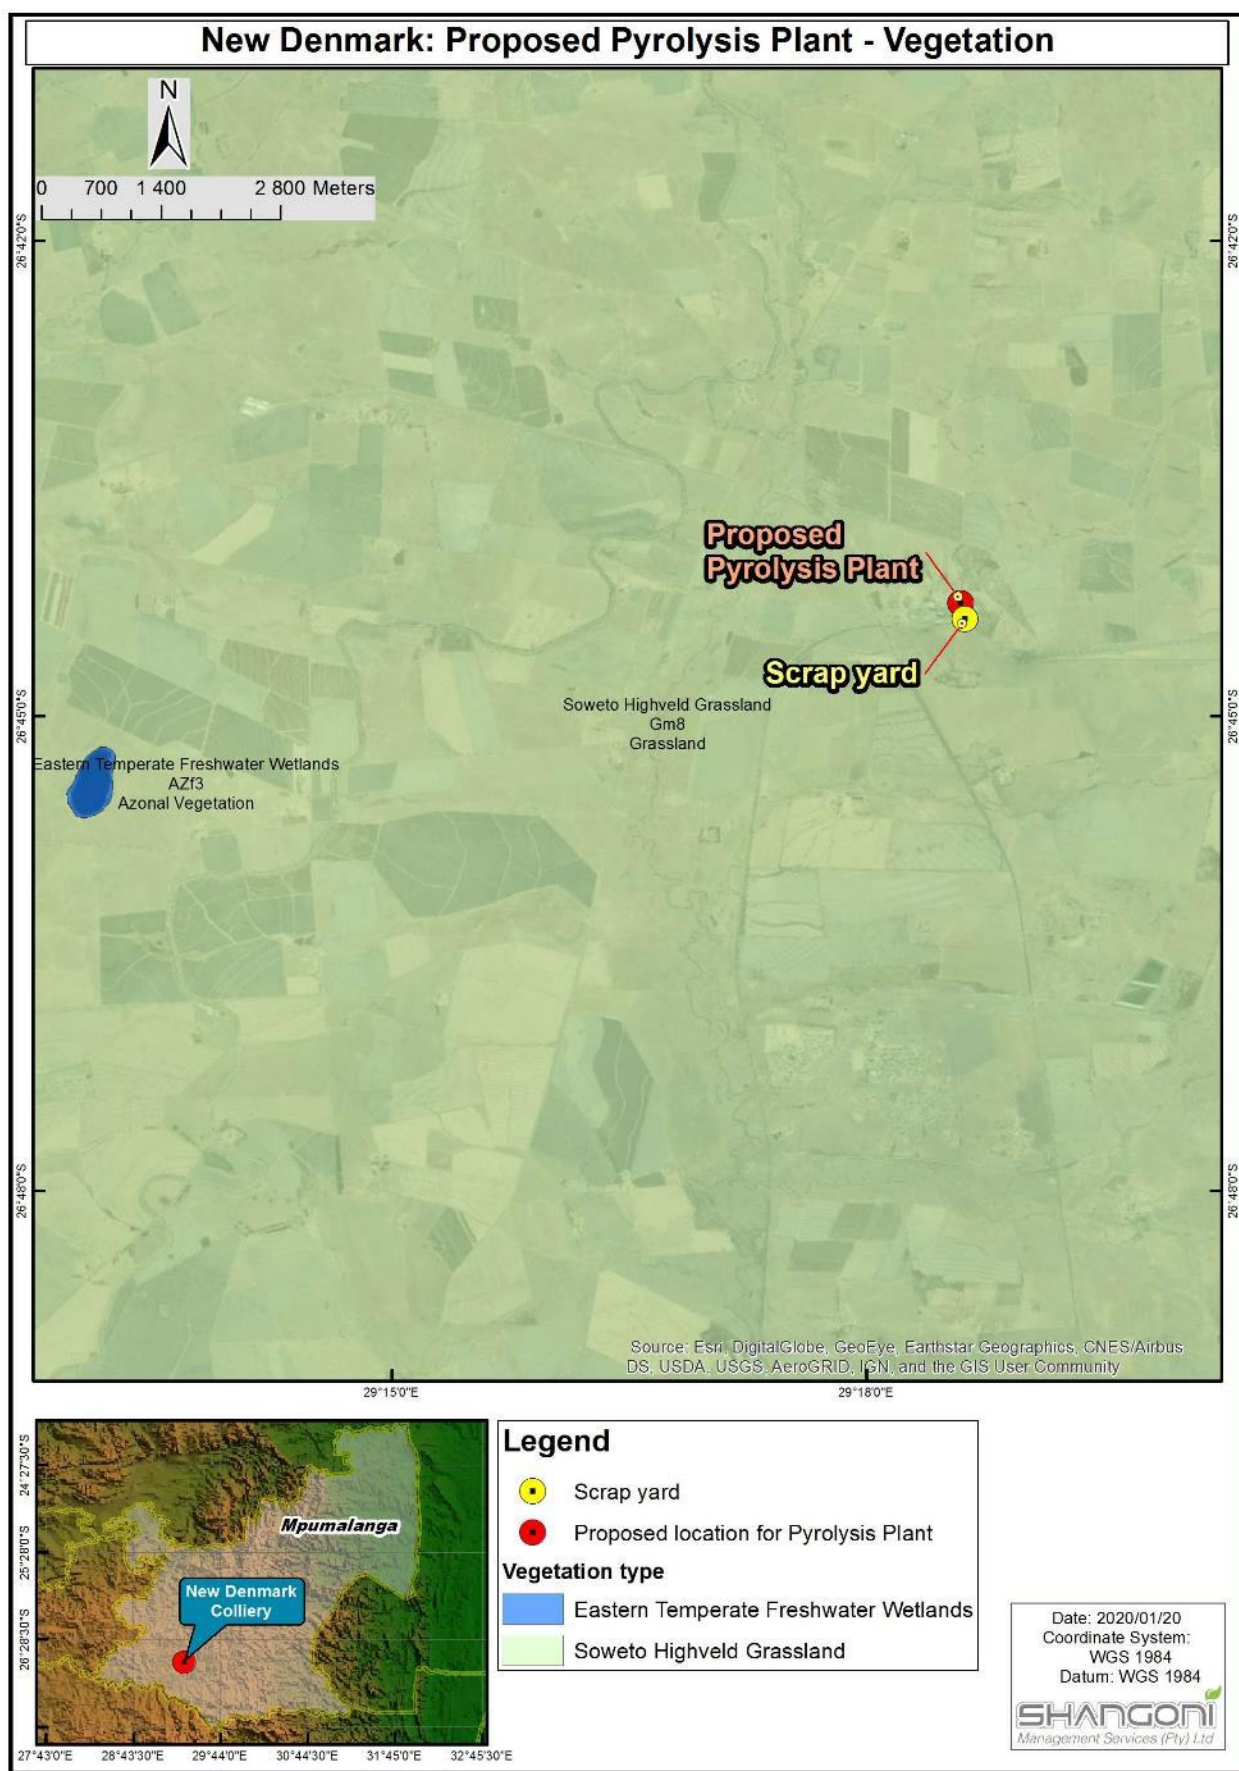 New Denmark: Proposed Pyrolysis Plant - Vegetation
N
0 700 1 400 2 800 Meters
26°42'0"S
26°42'0"S
Proposed
Pyrolysis Plant
Scrap yard
Soweto Highveld Grassland
Gm8
Grassland
26°45'0"S
26°45'0"S
Eastern Temperate Freshwater Wetlands
AZf3
Azonal Vegetation
26°48'0"S
26°48'0"S
Source: Esri, DigitalGlobe, GeoEye, Earthstar Geographics, CNES/Airbus
DS, USDA, USGS, AeroGRID, IGN, and the GIS User Community
29°15'0"E
29°18'0"E
24°27'30"S
25°28'0"S
26°28'30"S
Mpumalanga
New Denmark
Colliery
27°43'0"E 28°43'30"E 29°44'0"E 30°44'30"E 31°45'0"E 32°45'30"E
Legend
Scrap yard
Proposed location for Pyrolysis Plant
Vegetation type
Eastern Temperate Freshwater Wetlands
Soweto Highveld Grassland
Date: 2020/01/20
Coordinate System:
WGS 1984
Datum: WGS 1984
SHANGONI
Management Services (Pty) Ltd